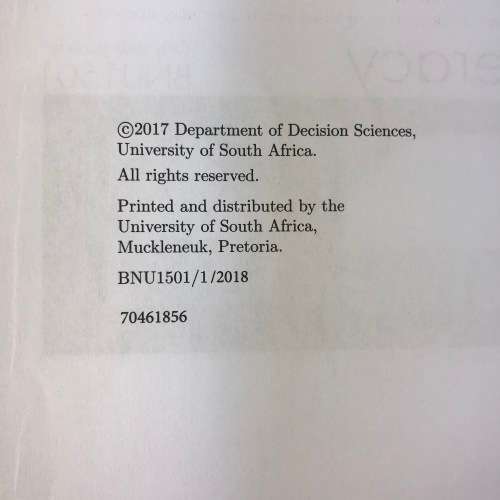 ©2017 Department of Decision Sciences,
University of South Africa.
All rights reserved.
Printed and distributed by the
University of South Africa,
Muckleneuk, Pretoria.
BNU1501/1/2018
70461856